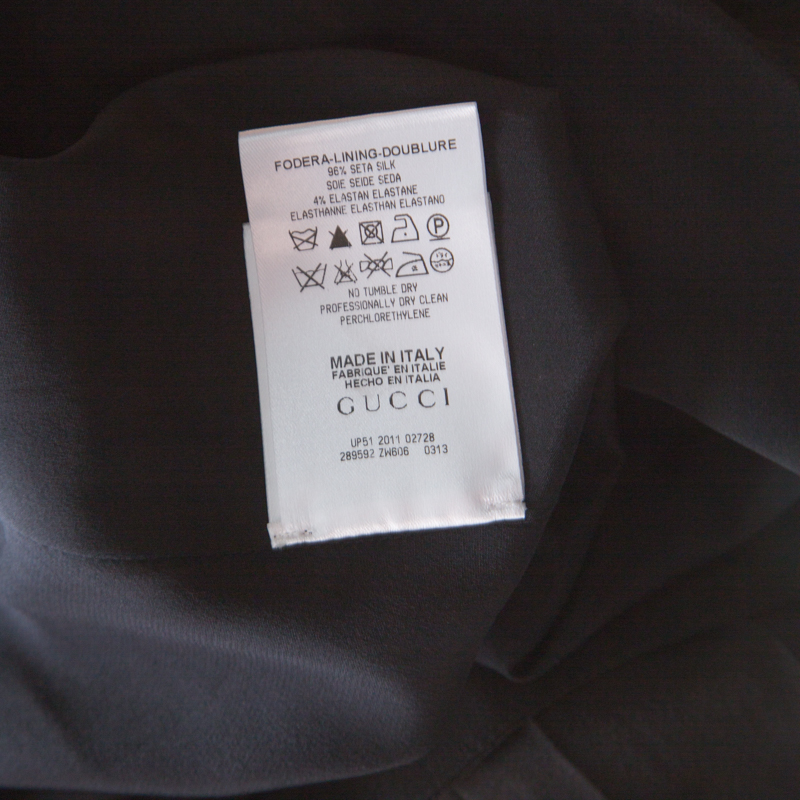 FODERA-LINING-DOUBLURE
96% SETA SILK
SOIE SEIDE SEDA
4% ELASTAN ELASTANE
ELASTHANNE ELASTHAN ELASTANO
P
NO TUMBLE DRY
PROFESSIONALLY DRY CLEAN
PERCHLORETHYLENE
MADE IN ITALY
FABRIQUE' EN ITALIE
HECHO EN ITALIA
GUCCI
UP51 2011 02728
289592 ZW606 0313